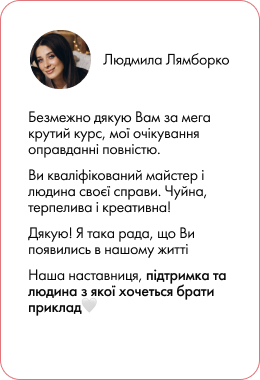 Людмила Лямборко
Безмежно дякую Вам за мега
крутий курс, мої очікування
оправданні повністю.
Ви кваліфікований майстер і
людина своєї справи. Чуйна,
терпелива і креативна!
Дякую! Я така рада, що Ви
появились в нашому житті
Наша наставниця, підтримка та
людина з якої хочеться брати
приклад🤍